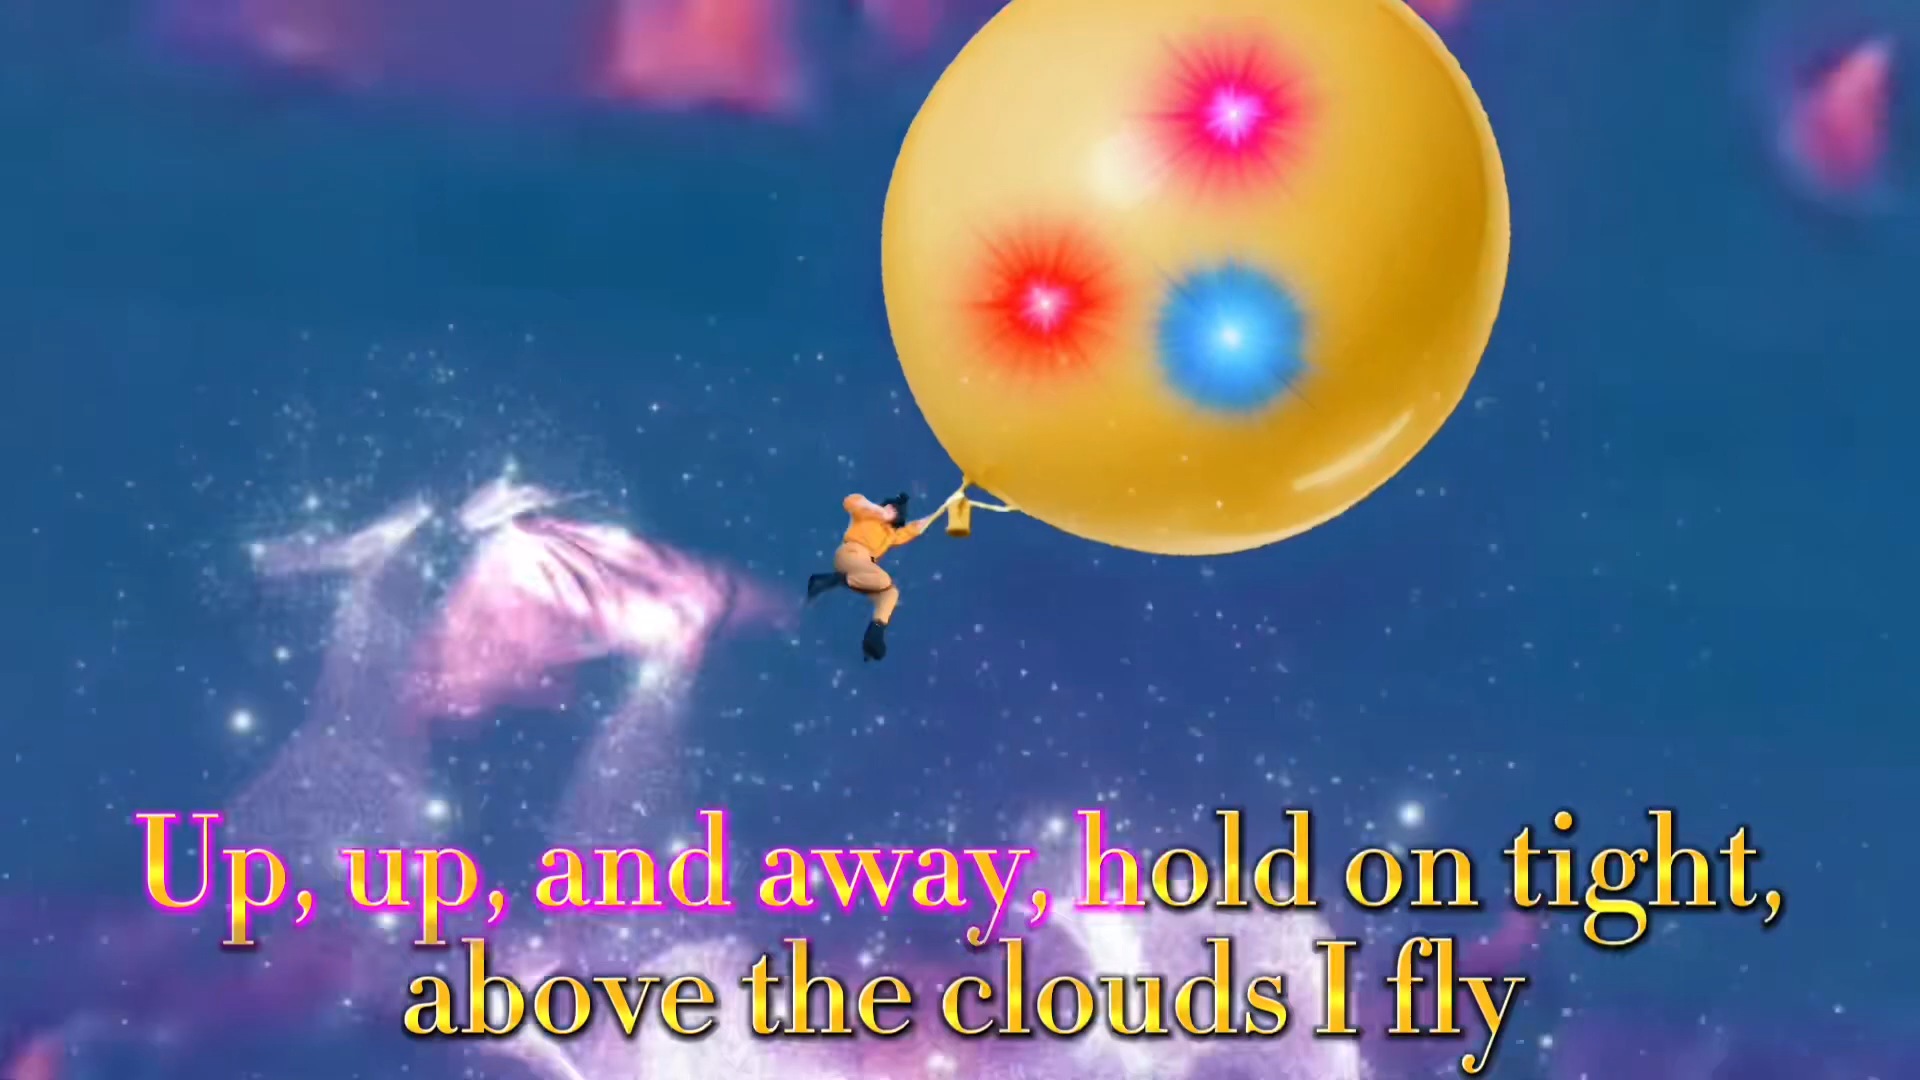 Up, up, and away, hold on tight,
above the clouds I fly